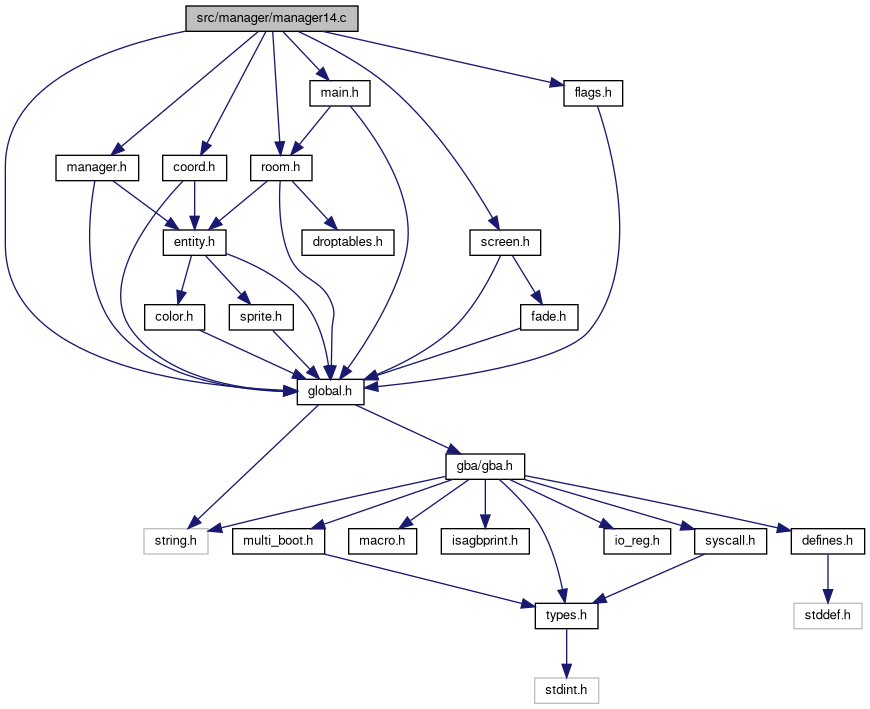 src/manager/manager14.c
main.h
flags.h
manager.h
coord.h
room.h
entity.h
droptables.h
screen.h
color.h
sprite.h
fade.h
global.h
gba/gba.h
string.h
multi_boot.h
macro.h
isagbprint.h
io_reg.h
syscall.h
defines.h
types.h
stddef.h
stdint.h